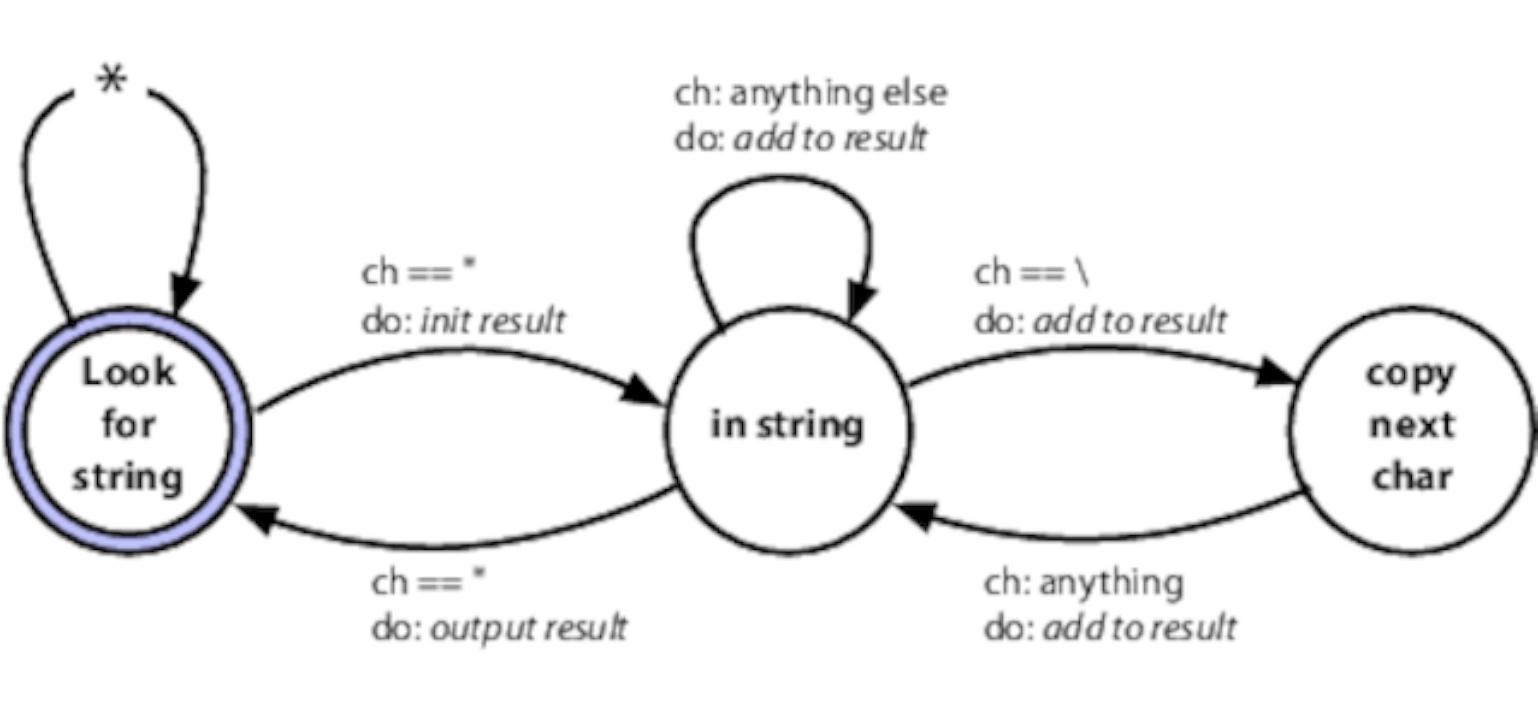 *
ch: anything else
do: add to result
ch == "
do: init result
ch == \
do: add to result
Look
for
string
in string
copy
next
char
ch == "
do: output result
ch: anything
do: add to result